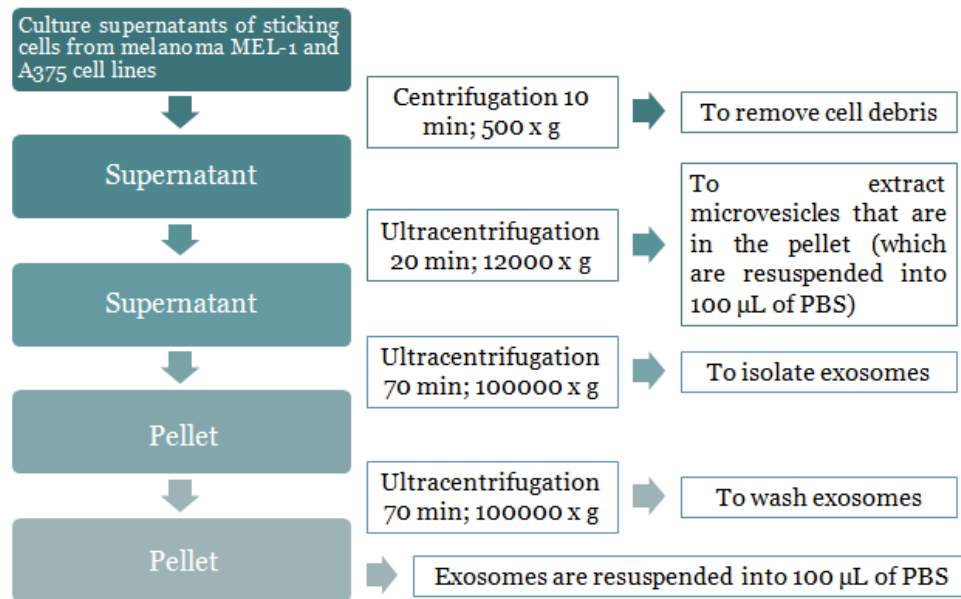 Culture supernatants of sticking
cells from melanoma MEL-1 and
A375 cell lines
Centrifugation 10
min; 500 x g
To remove cell debris
Supernatant
Ultracentrifugation
20 min; 12000 x g
To extract
microvesicles that are
in the pellet (which
are resuspended into
100 µL of PBS)
Supernatant
Ultracentrifugation
70 min; 100000 x g
To isolate exosomes
Pellet
Ultracentrifugation
70 min; 100000 x g
To wash exosomes
Pellet
Exosomes are resuspended into 100 µL of PBS